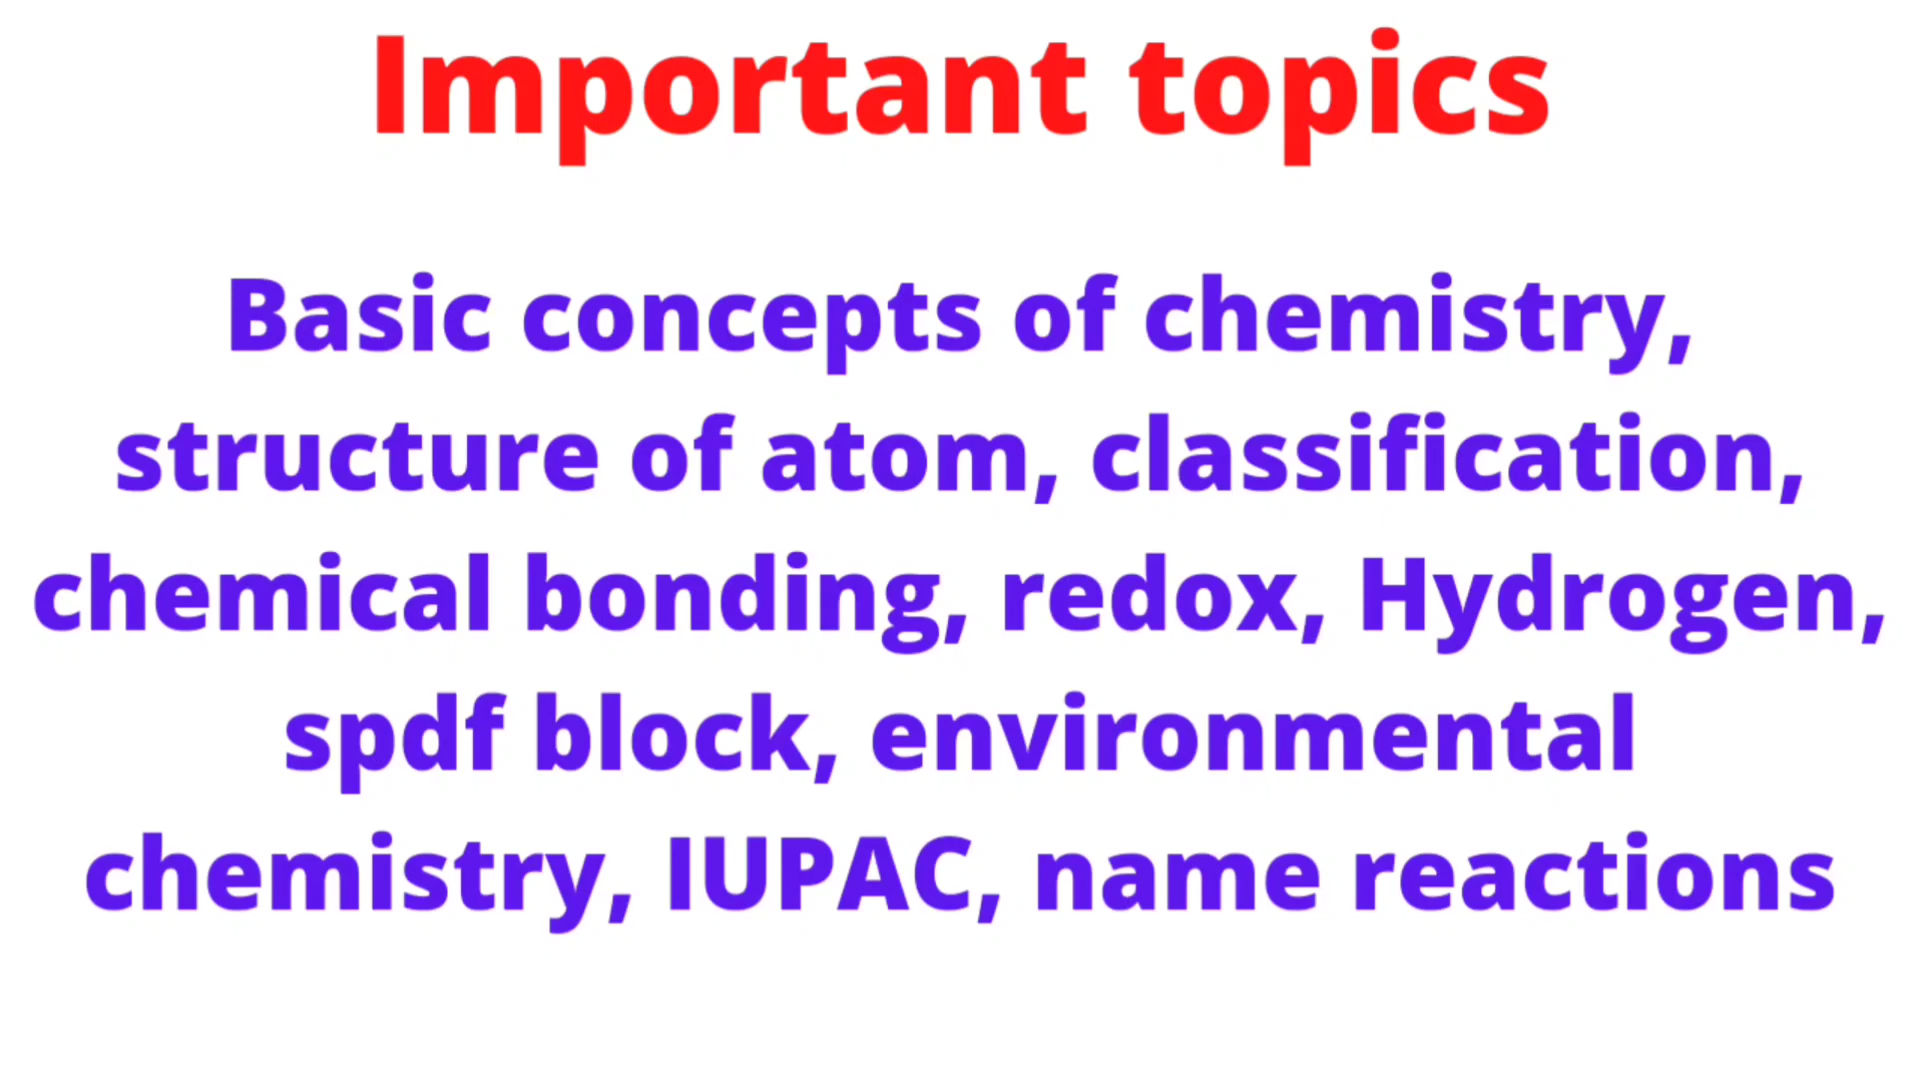 Important topics
Basic concepts of chemistry,
structure of atom, classification,
chemical bonding, redox, Hydrogen,
spdf block, environmental
chemistry, IUPAC, name reactions